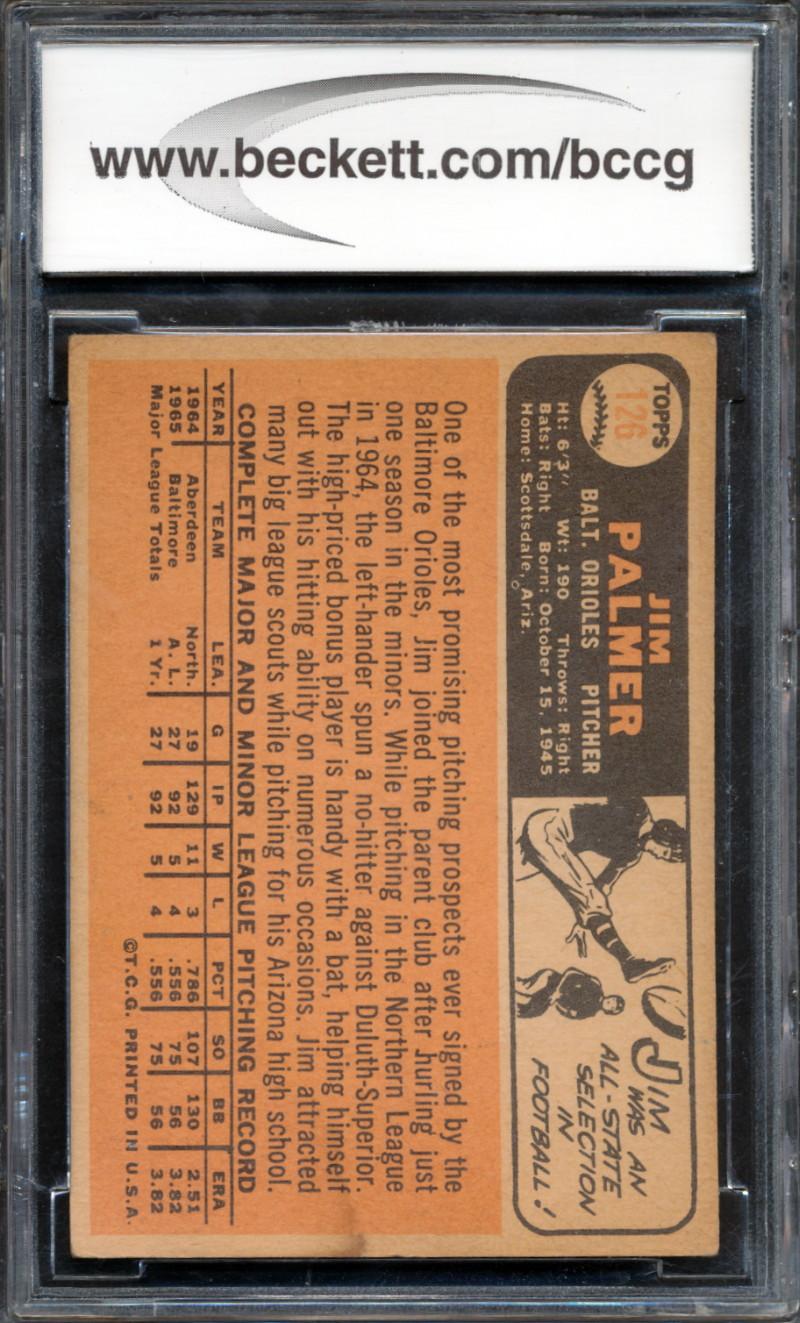 www.beckett.com/bccg
TOPPS
126
JIM
PALMER
BALT. ORIOLES PITCHER
Ht: 6'3" Wt: 190 Throws: Right
Bats: Right Born: October 15, 1945
Home: Scottsdale, Ariz.
JIM
WAS AN
ALL-STATE
SELECTION
IN
FOOTBALL!
One of the most promising pitching prospects ever signed by the
Baltimore Orioles, Jim joined the parent club after hurling just
one season in the minors. While pitching in the Northern League
in 1964, the left-hander spun a no-hitter against Duluth-Superior.
The high-priced bonus player is handy with a bat, helping himself
out with his hitting ability on numerous occasions. Jim attracted
many big league scouts while pitching for his Arizona high school.
COMPLETE MAJOR AND MINOR LEAGUE PITCHING RECORD
YEAR TEAM LEA. G IP W L PCT SO BB ERA
1964 Aberdeen North. 19 129 11 3 .786 107 130 2.51
1965 Baltimore A. L. 27 92 5 4 .556 75 56 3.82
Major League Totals 1 Yr. 27 92 5 4 .556 75 56 3.82
©T.C.G. PRINTED IN U.S.A.